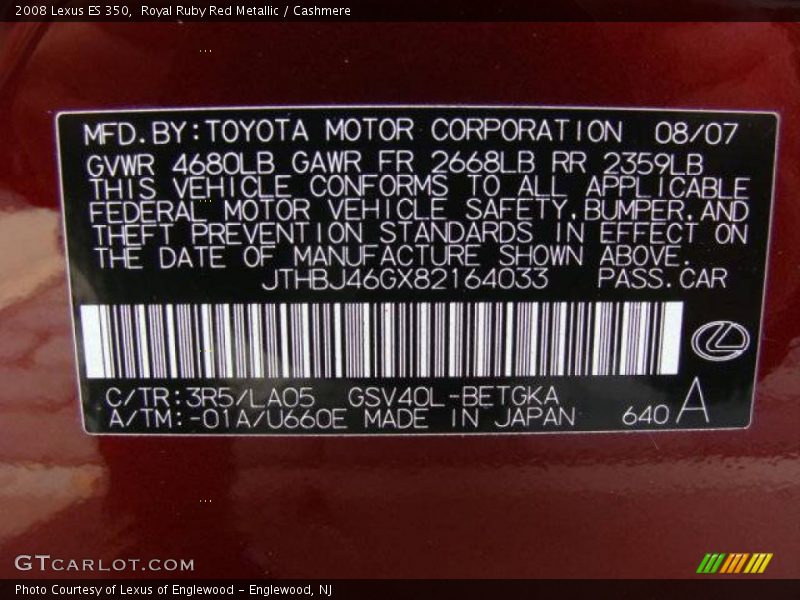 2008 Lexus ES 350,  Royal Ruby Red Metallic / Cashmere
MFD.BY:TOYOTA MOTOR CORPORATION 08/07
GVWR 4680LB GAWR FR 2668LB RR 2359LB
THIS VEHICLE CONFORMS TO ALL APPLICABLE
FEDERAL MOTOR VEHICLE SAFETY,BUMPER,AND
THEFT PREVENTION STANDARDS IN EFFECT ON
THE DATE OF MANUFACTURE SHOWN ABOVE.
JTHBJ46GX82164033 PASS.CAR
C/TR:3R5/LA05 GSV40L-BETGKA
A/TM:-01A/U660E MADE IN JAPAN 640 A
GTCARLOT.COM
Photo Courtesy of Lexus of Englewood - Englewood, NJ